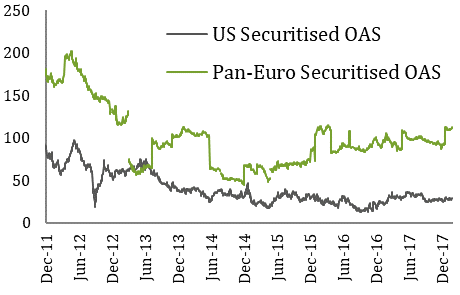 250
200
150
100
50
0
US Securitised OAS
Pan-Euro Securitised OAS
Dec-11
Jun-12
Dec-12
Jun-13
Dec-13
Jun-14
Dec-14
Jun-15
Dec-15
Jun-16
Dec-16
Jun-17
Dec-17